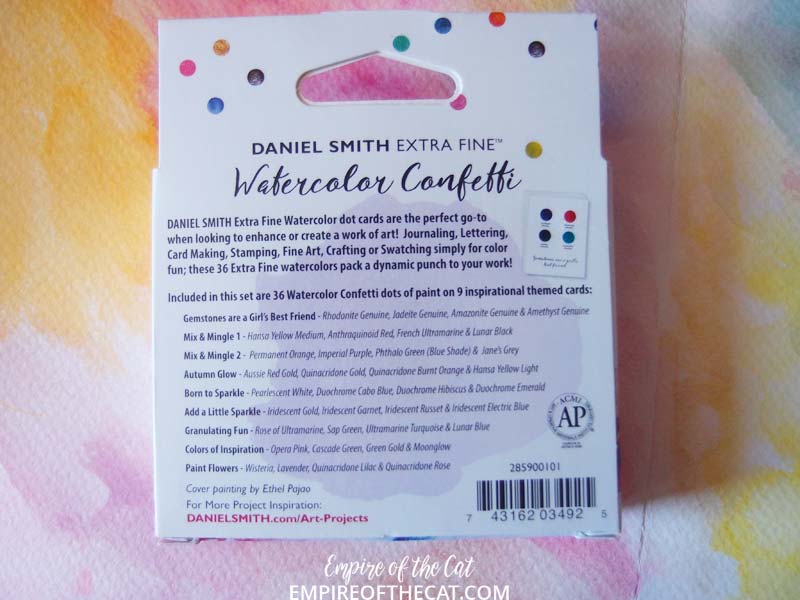 DANIEL SMITH EXTRA FINE™
Watercolor Confetti
DANIEL SMITH Extra Fine Watercolor dot cards are the perfect go-to
when looking to enhance or create a work of art! Journaling, Lettering,
Card Making, Stamping, Fine Art, Crafting or Swatching simply for color
fun; these 36 Extra Fine watercolors pack a dynamic punch to your work!
Included in this set are 36 Watercolor Confetti dots of paint on 9 inspirational themed cards:
Gemstones are a Girl's Best Friend - Rhodonite Genuine, Jadeite Genuine, Amazonite Genuine & Amethyst Genuine
Mix & Mingle 1 - Hansa Yellow Medium, Anthraquinoid Red, French Ultramarine & Lunar Black
Mix & Mingle 2 - Permanent Orange, Imperial Purple, Phthalo Green (Blue Shade) & Jane's Grey
Autumn Glow - Aussie Red Gold, Quinacridone Gold, Quinacridone Burnt Orange & Hansa Yellow Light
Born to Sparkle - Pearlescent White, Duochrome Cabo Blue, Duochrome Hibiscus & Duochrome Emerald
Add a Little Sparkle - Iridescent Gold, Iridescent Garnet, Iridescent Russet & Iridescent Electric Blue
Granulating Fun - Rose of Ultramarine, Sap Green, Ultramarine Turquoise & Lunar Blue
Colors of Inspiration - Opera Pink, Cascade Green, Green Gold & Moonglow
Paint Flowers - Wisteria, Lavender, Quinacridone Lilac & Quinacridone Rose
ACMI
AP
285900101
Cover painting by Ethel Pajao
For More Project Inspiration:
DANIELSMITH.com/Art-Projects
7 43162 03492 5
Empire of the Cat
EMPIREOFTHECAT.COM